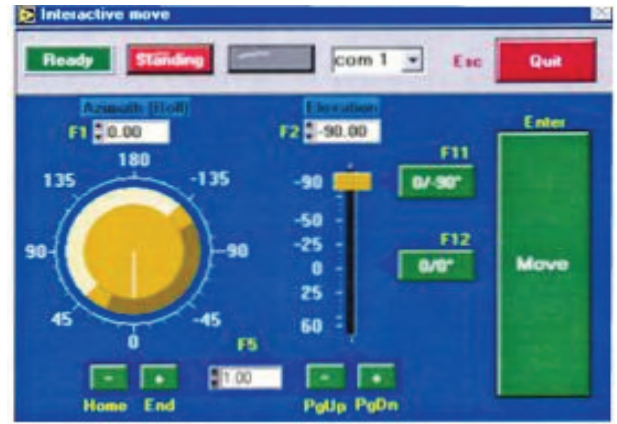 Interactive move
Ready Standing com 1 Esc Quit
Azimuth (Roll) Elevation Enter
F1 0.00 F2 -90.00
F11
0/-90°
180
135 -135
90 -90
45 -45
0
-90
-50
-25
0
25
60
F12
0/0°
Move
F5
- + 1.00 - +
Home End PgUp PgDn